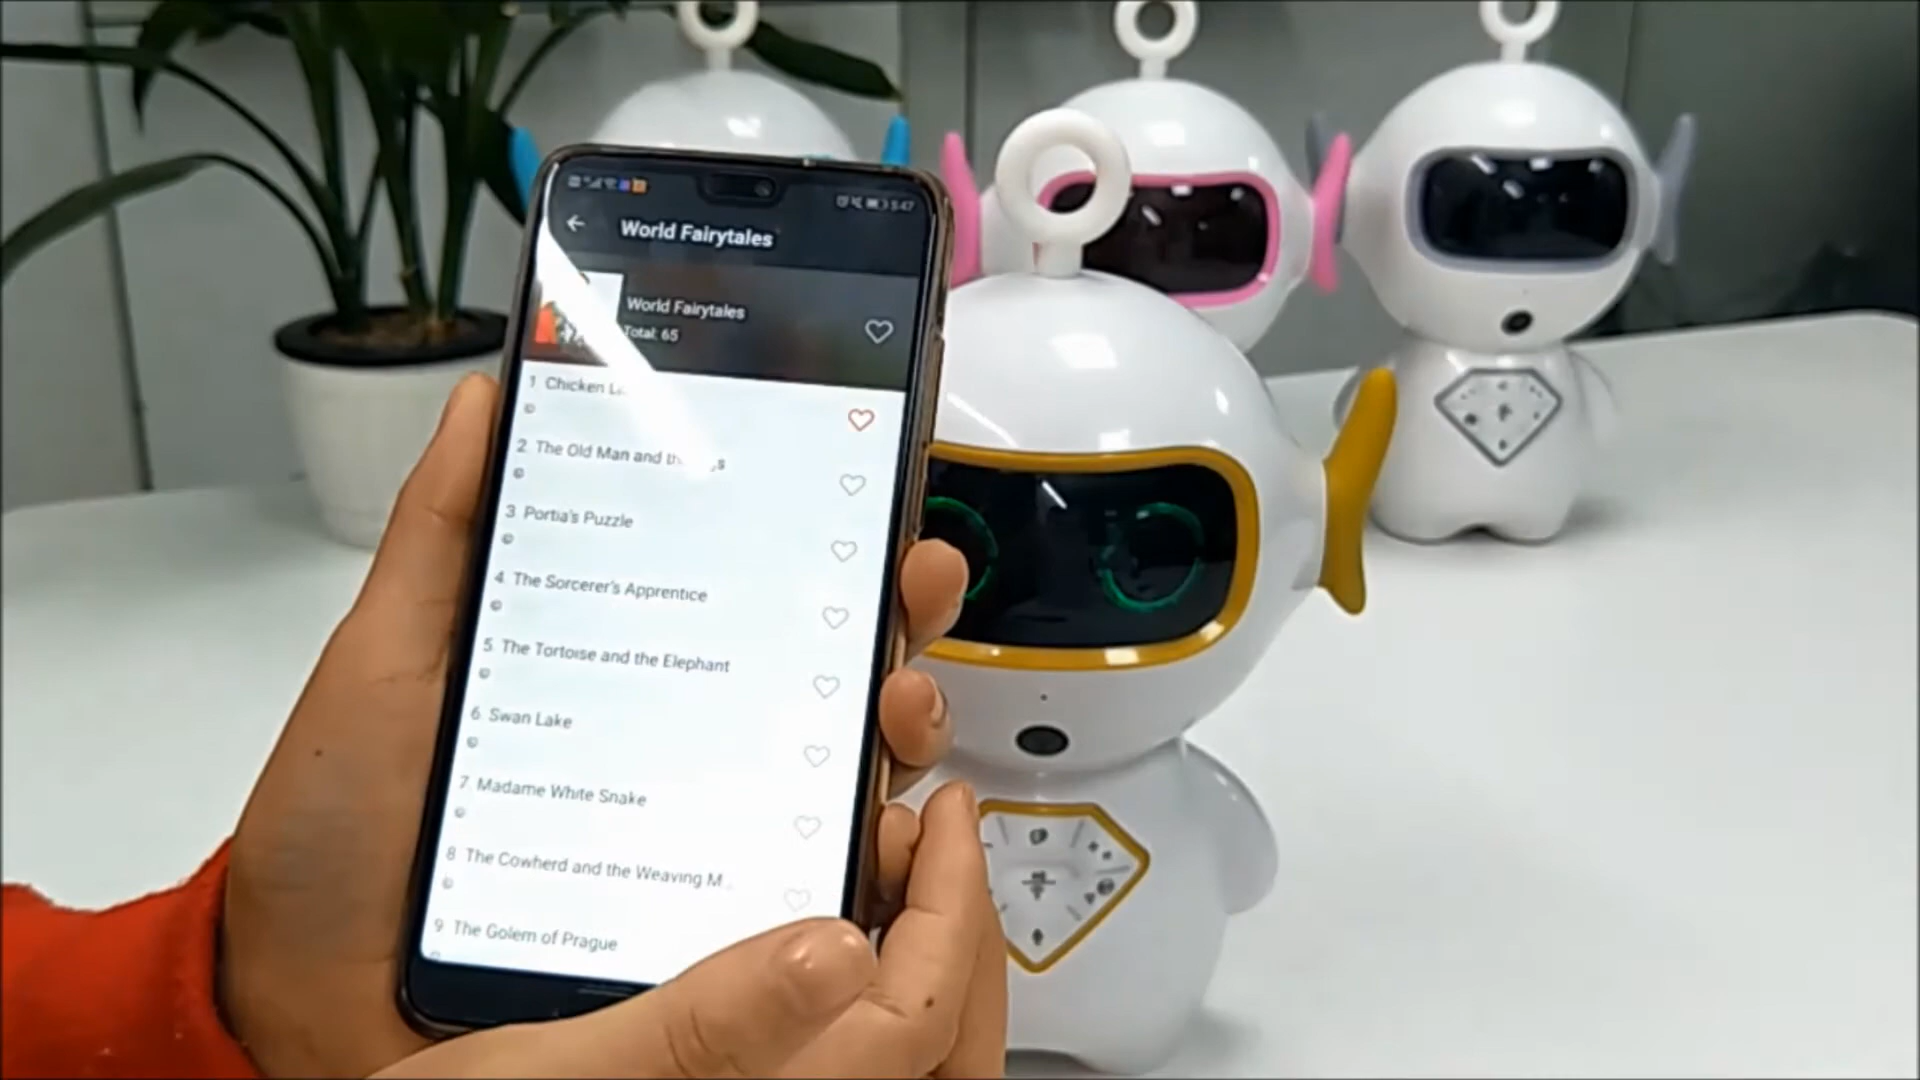 5:47
World Fairytales
World Fairytales
Total: 65
1 Chicken
2 The Old Man and
3 Portia's Puzzle
4 The Sorcerer's Apprentice
5 The Tortoise and the Elephant
6 Swan Lake
7 Madame White Snake
8 The Cowherd and the Weaving M...
9 The Golem of Prague